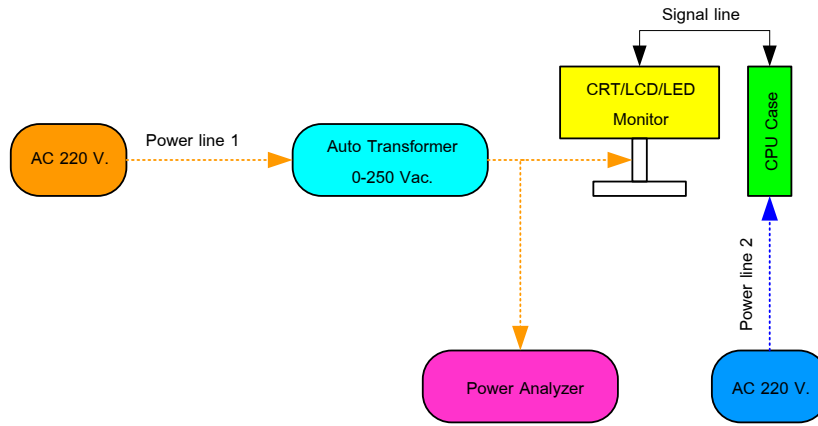 Signal line
CRT/LCD/LED
Monitor
CPU Case
Power line 1
AC 220 V.
Auto Transformer
0-250 Vac.
Power line 2
Power Analyzer
AC 220 V.